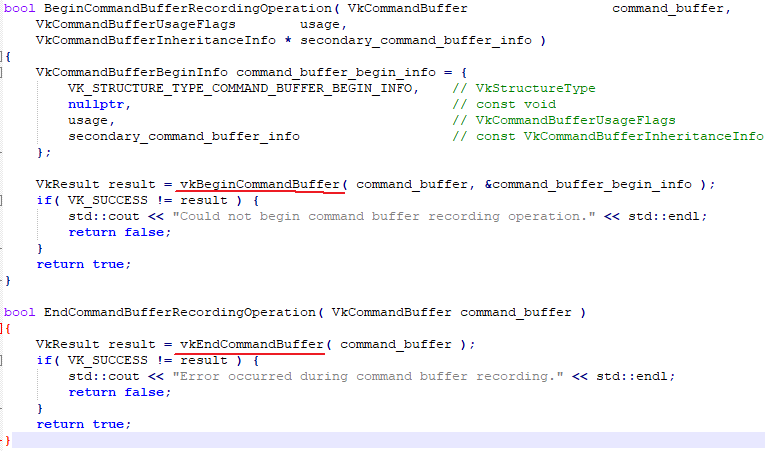 bool BeginCommandBufferRecordingOperation( VkCommandBuffer                  command_buffer,
    VkCommandBufferUsageFlags        usage,
    VkCommandBufferInheritanceInfo * secondary_command_buffer_info )
{
    VkCommandBufferBeginInfo command_buffer_begin_info = {
        VK_STRUCTURE_TYPE_COMMAND_BUFFER_BEGIN_INFO,    // VkStructureType
        nullptr,                                        // const void
        usage,                                          // VkCommandBufferUsageFlags
        secondary_command_buffer_info                   // const VkCommandBufferInheritanceInfo
    };
    VkResult result = vkBeginCommandBuffer( command_buffer, &command_buffer_begin_info );
    if( VK_SUCCESS != result ) {
        std::cout << "Could not begin command buffer recording operation." << std::endl;
        return false;
    }
    return true;
}
bool EndCommandBufferRecordingOperation( VkCommandBuffer command_buffer )
{
    VkResult result = vkEndCommandBuffer( command_buffer );
    if( VK_SUCCESS != result ) {
        std::cout << "Error occurred during command buffer recording." << std::endl;
        return false;
    }
    return true;
}